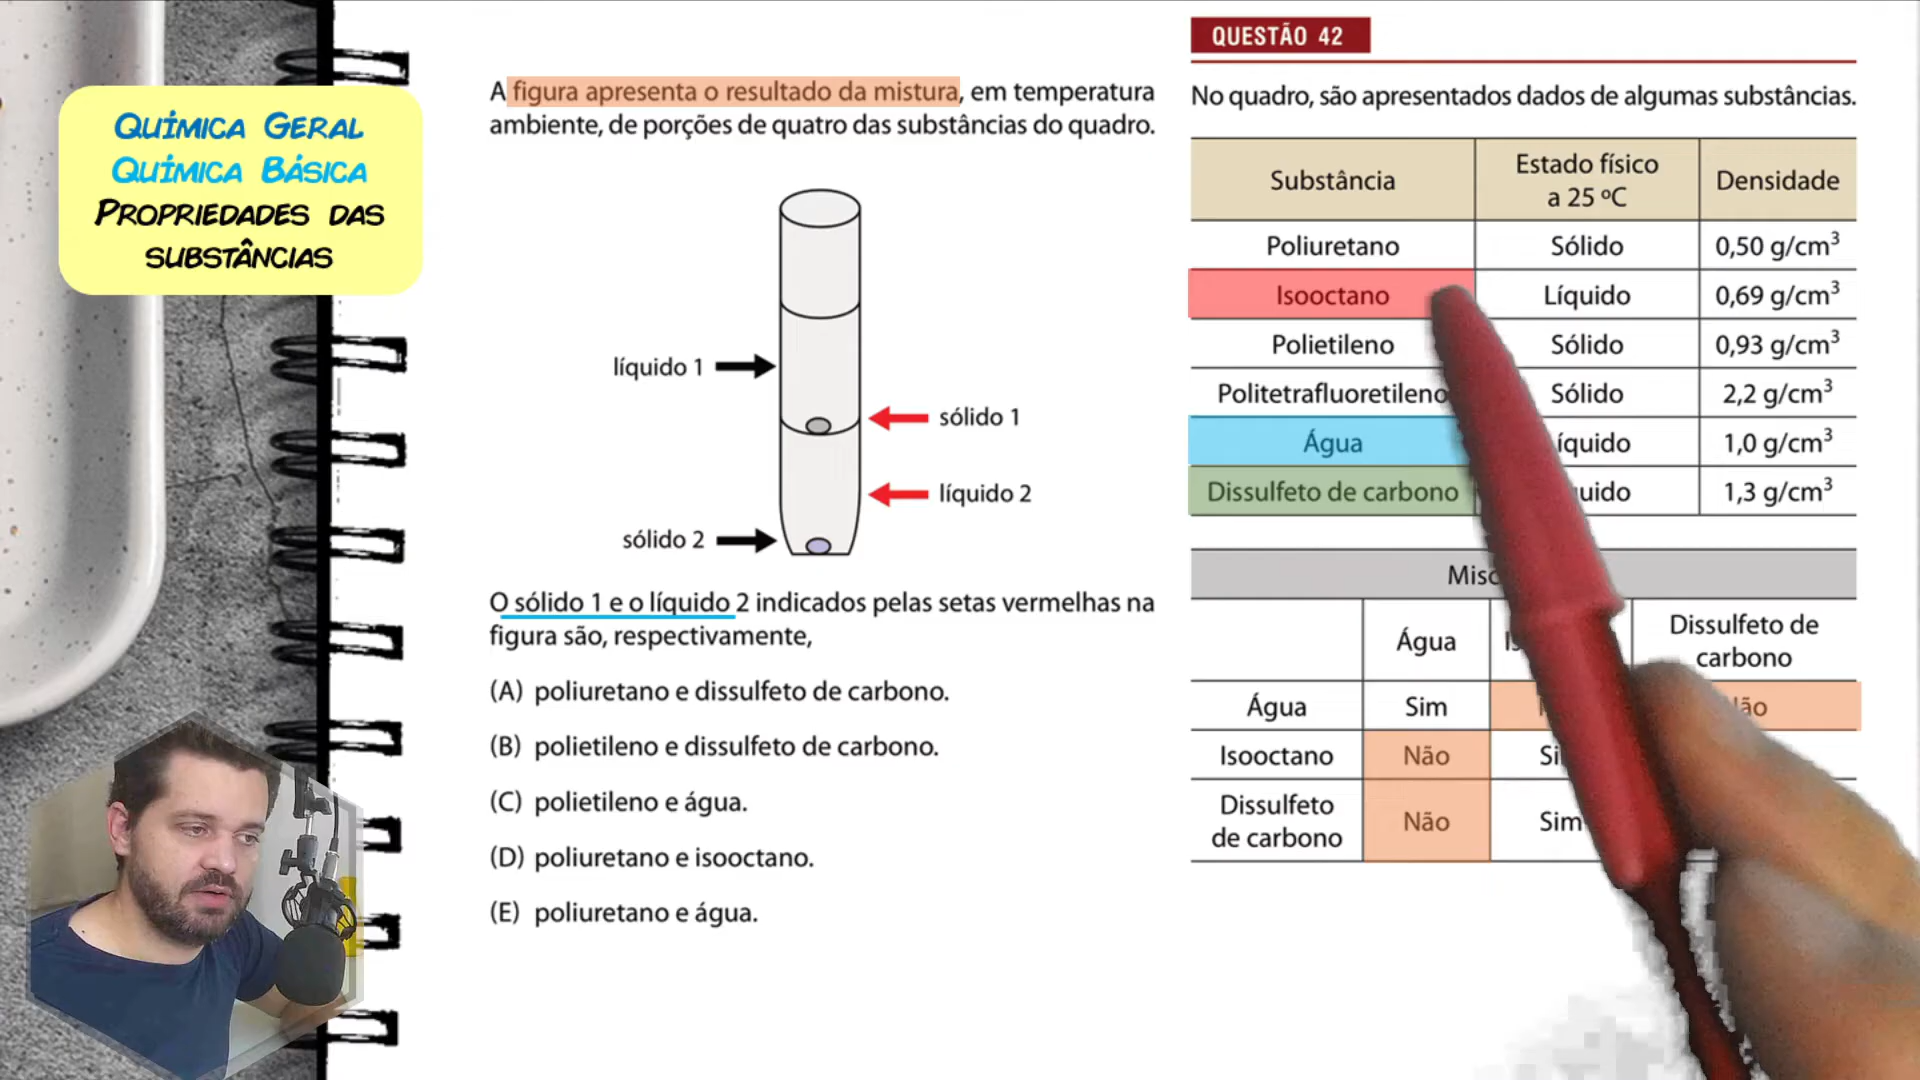 QUÍMICA GERAL
QUÍMICA BÁSICA
PROPRIEDADES DAS
SUBSTÂNCIAS
A figura apresenta o resultado da mistura, em temperatura
ambiente, de porções de quatro das substâncias do quadro.
líquido 1
sólido 1
líquido 2
sólido 2
O sólido 1 e o líquido 2 indicados pelas setas vermelhas na
figura são, respectivamente,
(A) poliuretano e dissulfeto de carbono.
(B) polietileno e dissulfeto de carbono.
(C) polietileno e água.
(D) poliuretano e isooctano.
(E) poliuretano e água.
QUESTÃO 42
No quadro, são apresentados dados de algumas substâncias.
Substância Estado físico a 25 ºC Densidade
Poliuretano Sólido 0,50 g/cm³
Isooctano Líquido 0,69 g/cm³
Polietileno Sólido 0,93 g/cm³
Politetrafluoretileno Sólido 2,2 g/cm³
Água 1,0 g/cm³
Dissulfeto de carbono 1,3 g/cm³
Água Dissulfeto de
carbono
Água Sim
Isooctano Não
Dissulfeto
de carbono Não Sim